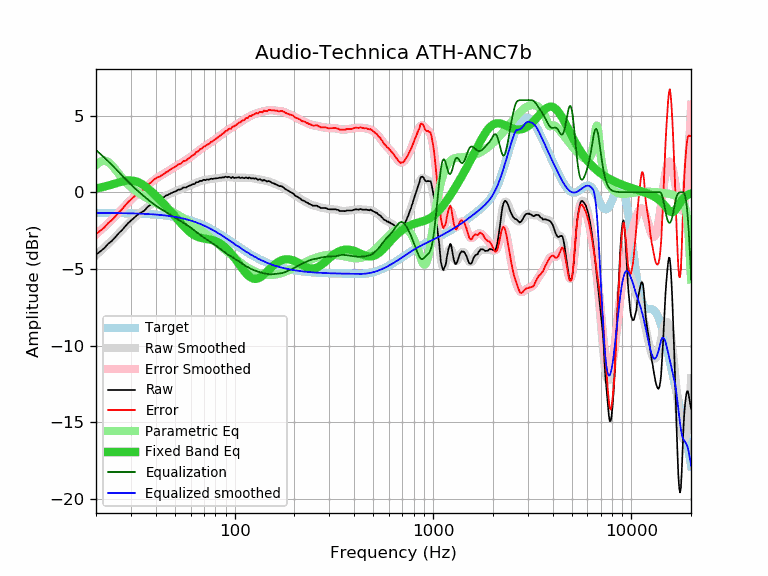 Audio-Technica ATH-ANC7b
Amplitude (dBr)
5
0
−5
−10
−15
−20
Target
Raw Smoothed
Error Smoothed
Raw
Error
Parametric Eq
Fixed Band Eq
Equalization
Equalized smoothed
100
1000
10000
Frequency (Hz)